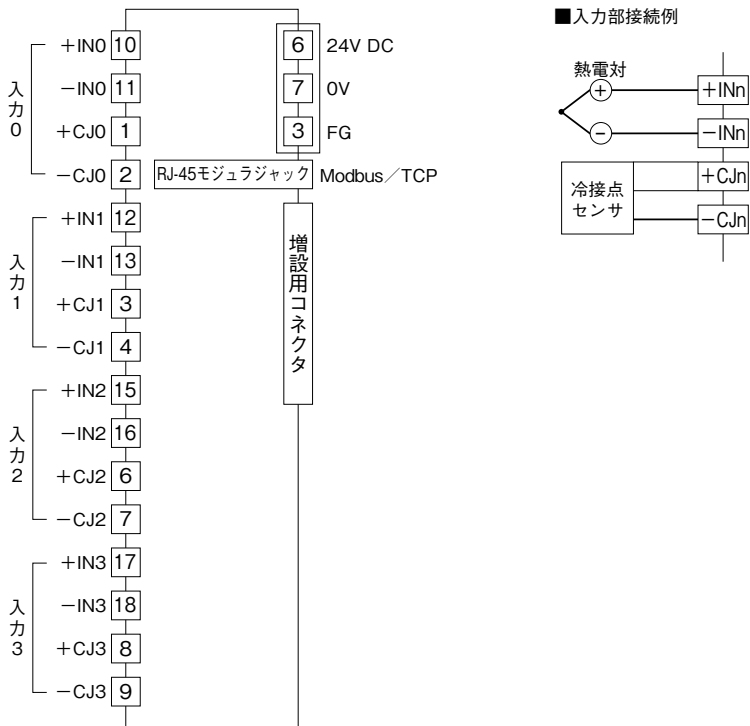 入力0
+IN0 10
−IN0 11
+CJ0 1
−CJ0 2
入力1
+IN1 12
−IN1 13
+CJ1 3
−CJ1 4
入力2
+IN2 15
−IN2 16
+CJ2 6
−CJ2 7
入力3
+IN3 17
−IN3 18
+CJ3 8
−CJ3 9
6 24V DC
7 0V
3 FG
RJ-45モジュラジャック Modbus／TCP
増設用コネクタ
■入力部接続例
熱電対
+
−
+INn
−INn
冷接点
センサ
+CJn
−CJn